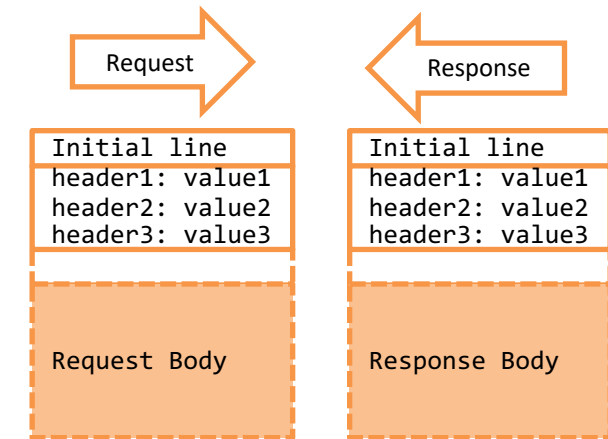 Request
Response
Initial line
header1: value1
header2: value2
header3: value3
Request Body
Initial line
header1: value1
header2: value2
header3: value3
Response Body